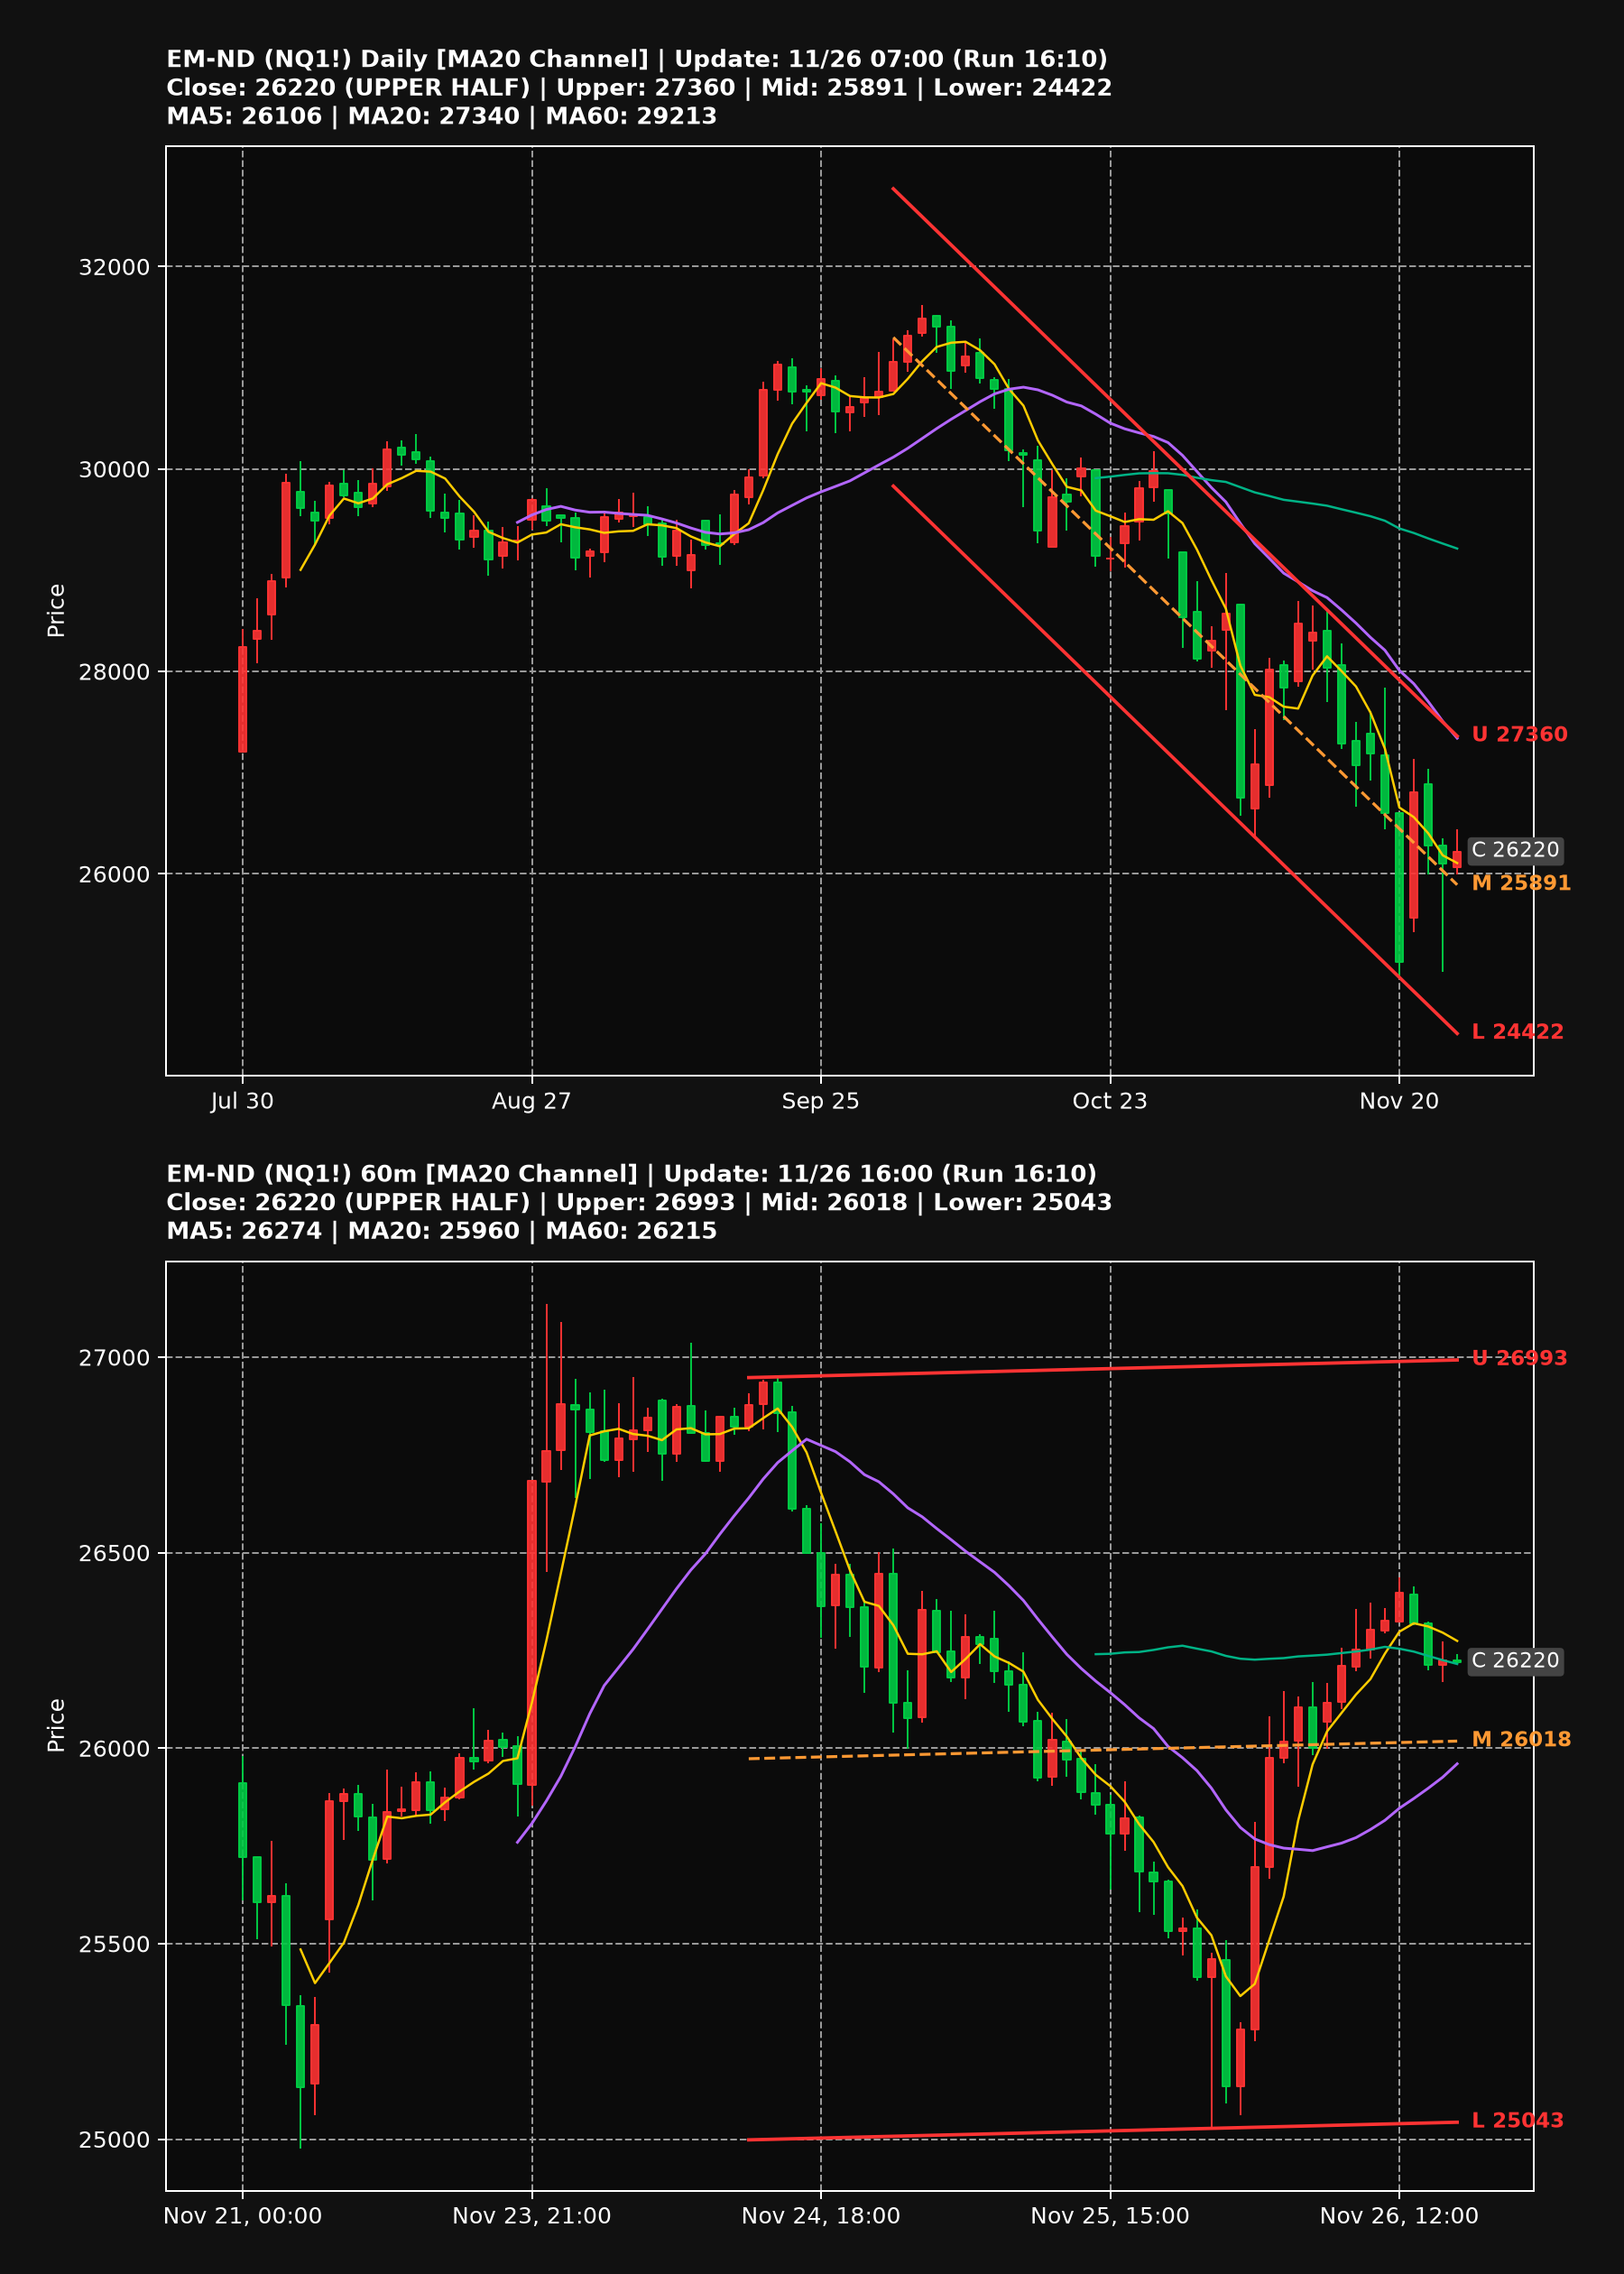 EM-ND (NQ1!) Daily [MA20 Channel] | Update: 11/26 07:00 (Run 16:10)
Close: 26220 (UPPER HALF) | Upper: 27360 | Mid: 25891 | Lower: 24422
MA5: 26106 | MA20: 27340 | MA60: 29213
Price
32000
30000
28000
26000
U 27360
C 26220
M 25891
L 24422
Jul 30
Aug 27
Sep 25
Oct 23
Nov 20
EM-ND (NQ1!) 60m [MA20 Channel] | Update: 11/26 16:00 (Run 16:10)
Close: 26220 (UPPER HALF) | Upper: 26993 | Mid: 26018 | Lower: 25043
MA5: 26274 | MA20: 25960 | MA60: 26215
Price
27000
26500
26000
25500
25000
U 26993
C 26220
M 26018
L 25043
Nov 21, 00:00
Nov 23, 21:00
Nov 24, 18:00
Nov 25, 15:00
Nov 26, 12:00